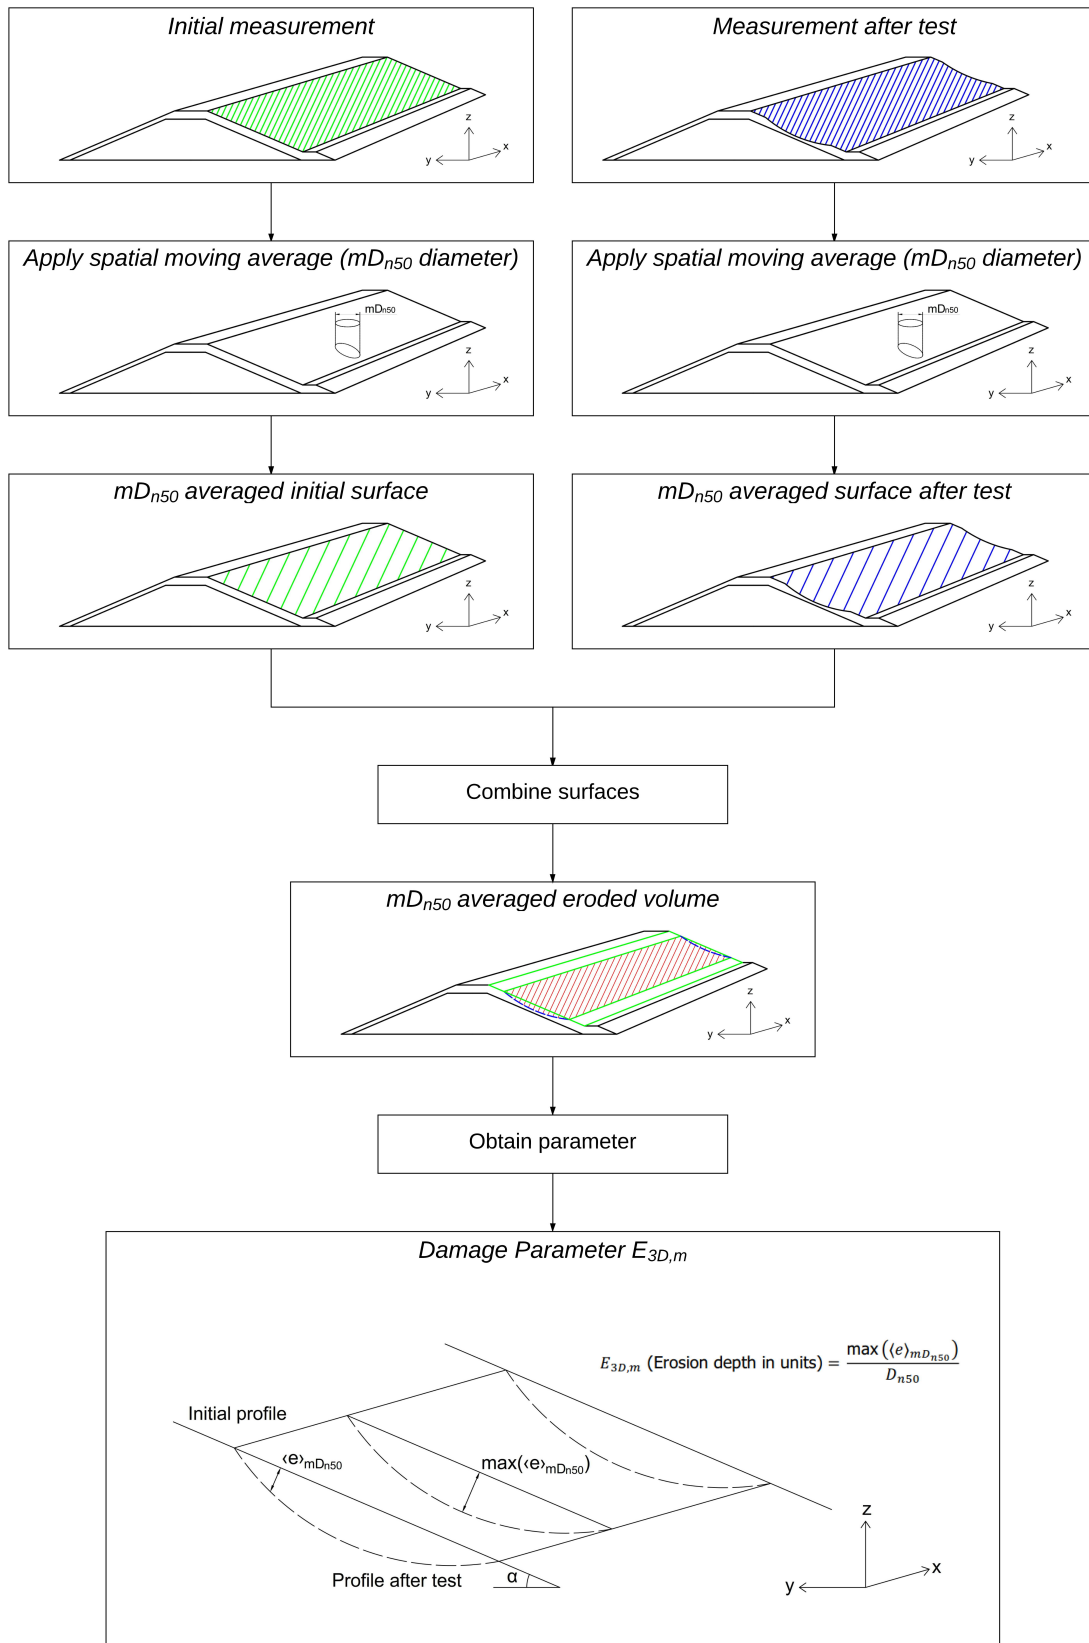 Initial measurement
Measurement after test
z
x
y
z
x
y
Apply spatial moving average (mDn50 diameter)
Apply spatial moving average (mDn50 diameter)
mDn50
z
x
y
mDn50
z
x
y
mDn50 averaged initial surface
mDn50 averaged surface after test
z
x
y
z
x
y
Combine surfaces
mDn50 averaged eroded volume
z
x
y
Obtain parameter
Damage Parameter E3D,m
E3D,m (Erosion depth in units) = max (⟨e⟩mDn50) / Dn50
Initial profile
‹e›mDn50
max(‹e›mDn50)
Profile after test
α
z
x
y